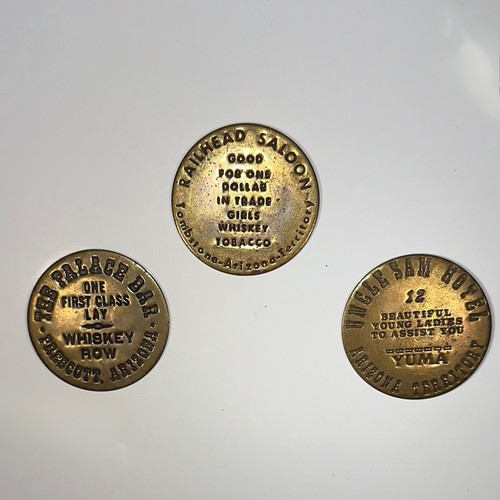 RAILHEAD SALOON
GOOD
FOR ONE
DOLLAR
IN TRADE
GIRLS
WHISKEY
TOBACCO
Tombstone-Arizona-Territory
THE PALACE BAR
ONE
FIRST CLASS
LAY
WHISKEY
ROW
PRESCOTT, ARIZONA
UNCLE SAM HOTEL
12
BEAUTIFUL
YOUNG LADIES
TO ASSIST YOU
YUMA
ARIZONA TERRITORY